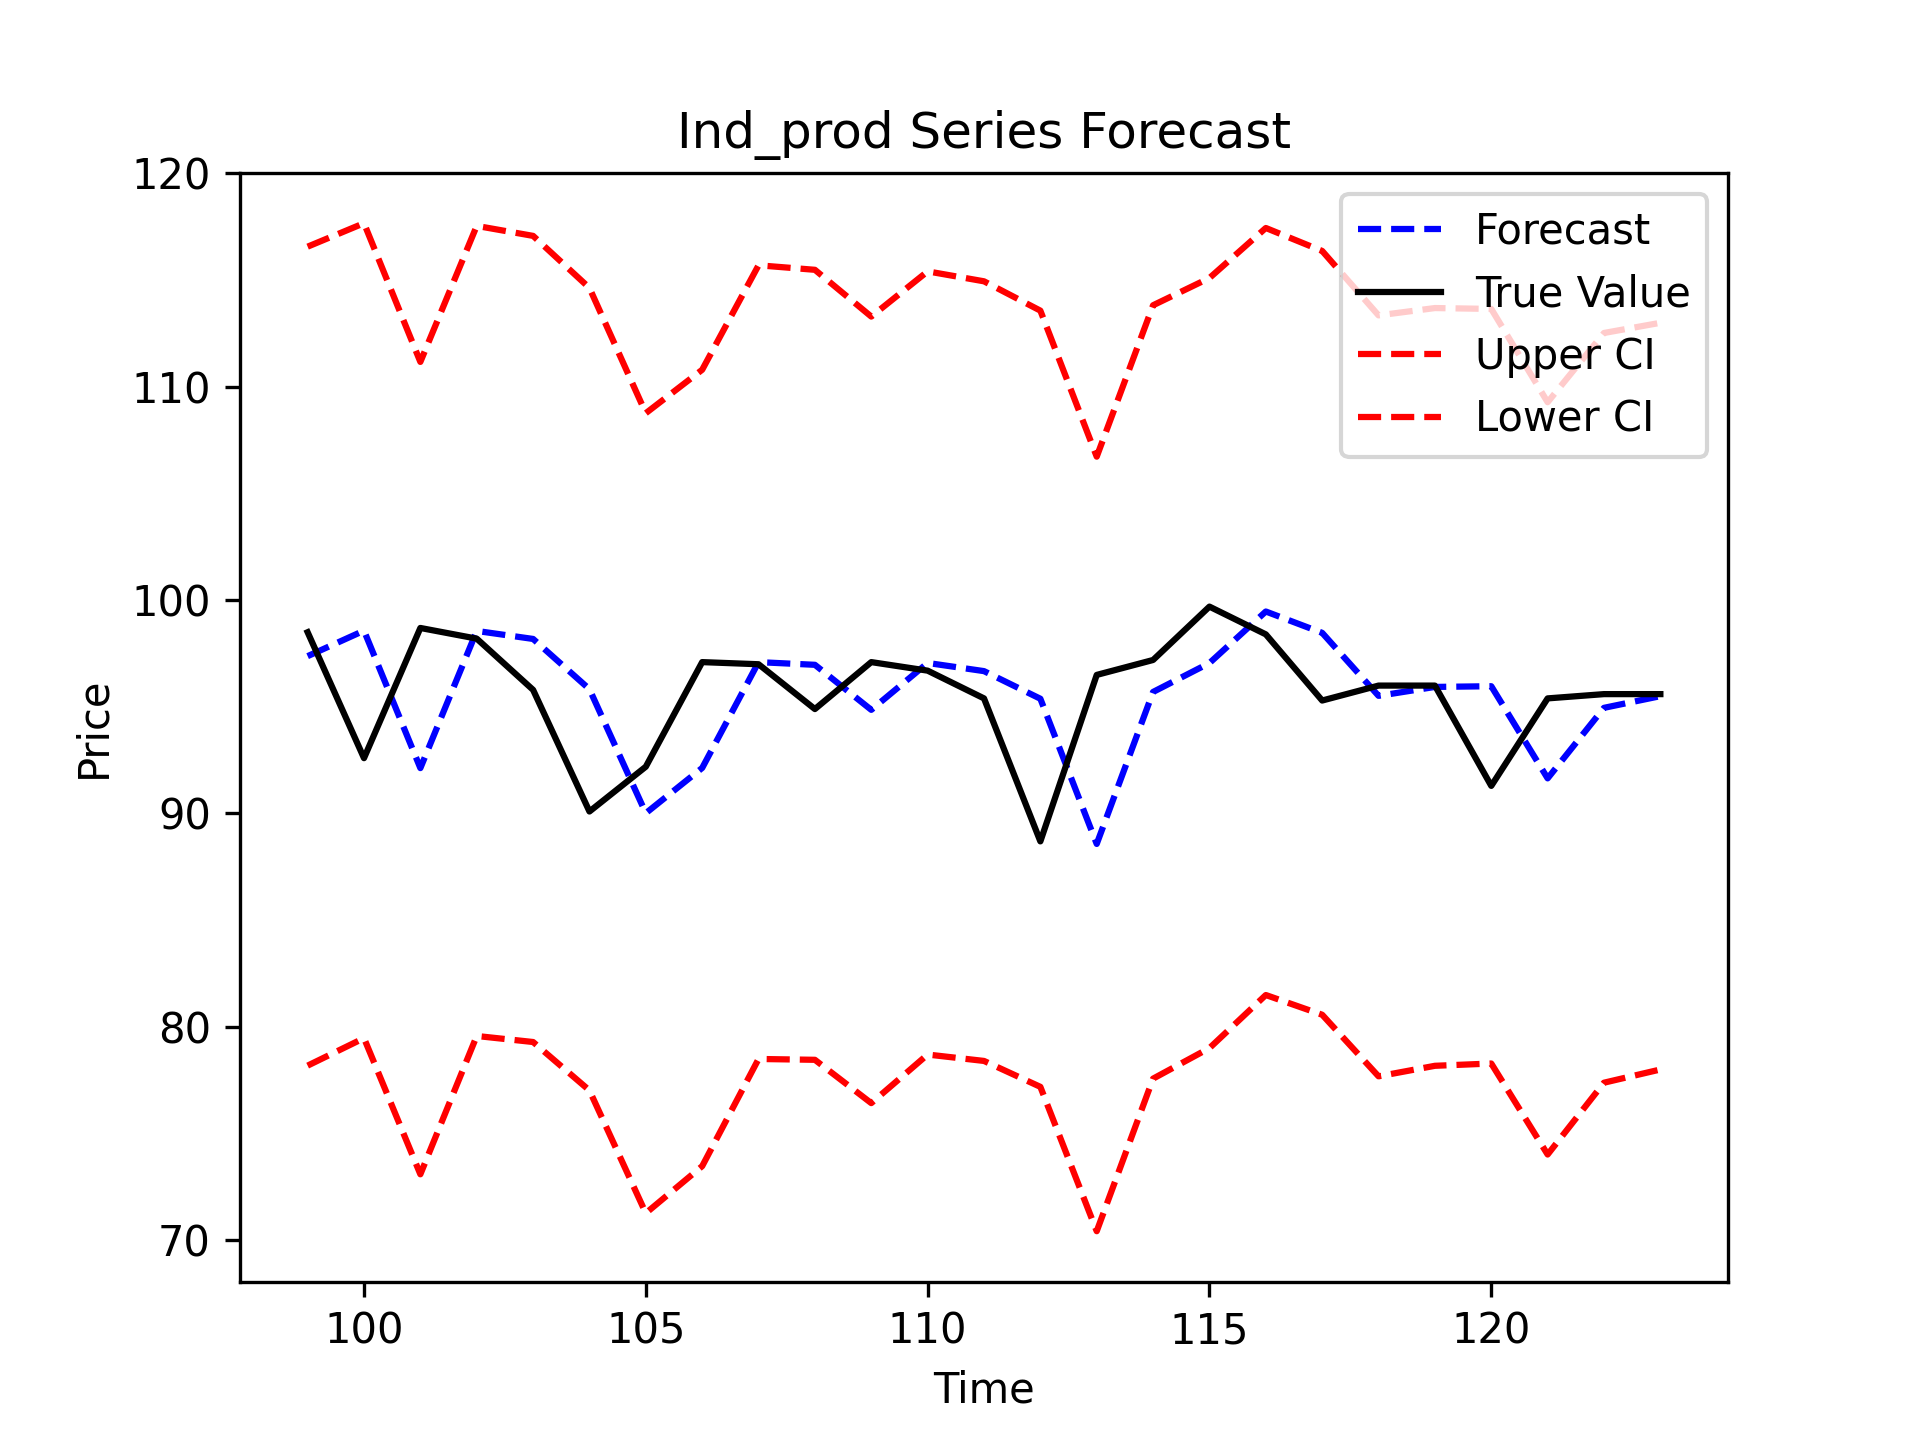 Ind_prod Series Forecast
120
110
100
90
80
70
Price
Forecast
True Value
Upper CI
Lower CI
100 105 110 115 120
Time